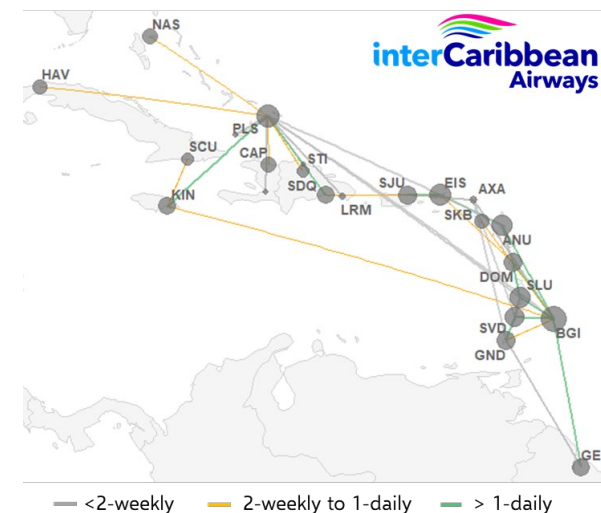 NAS
interCaribbean
Airways
HAV
PLS
SCU
CAP
STI
SDQ
KIN
LRM
SJU
EIS
AXA
SKB
ANU
DOM
SLU
SVD
BGI
GND
GE
<2-weekly
2-weekly to 1-daily
> 1-daily